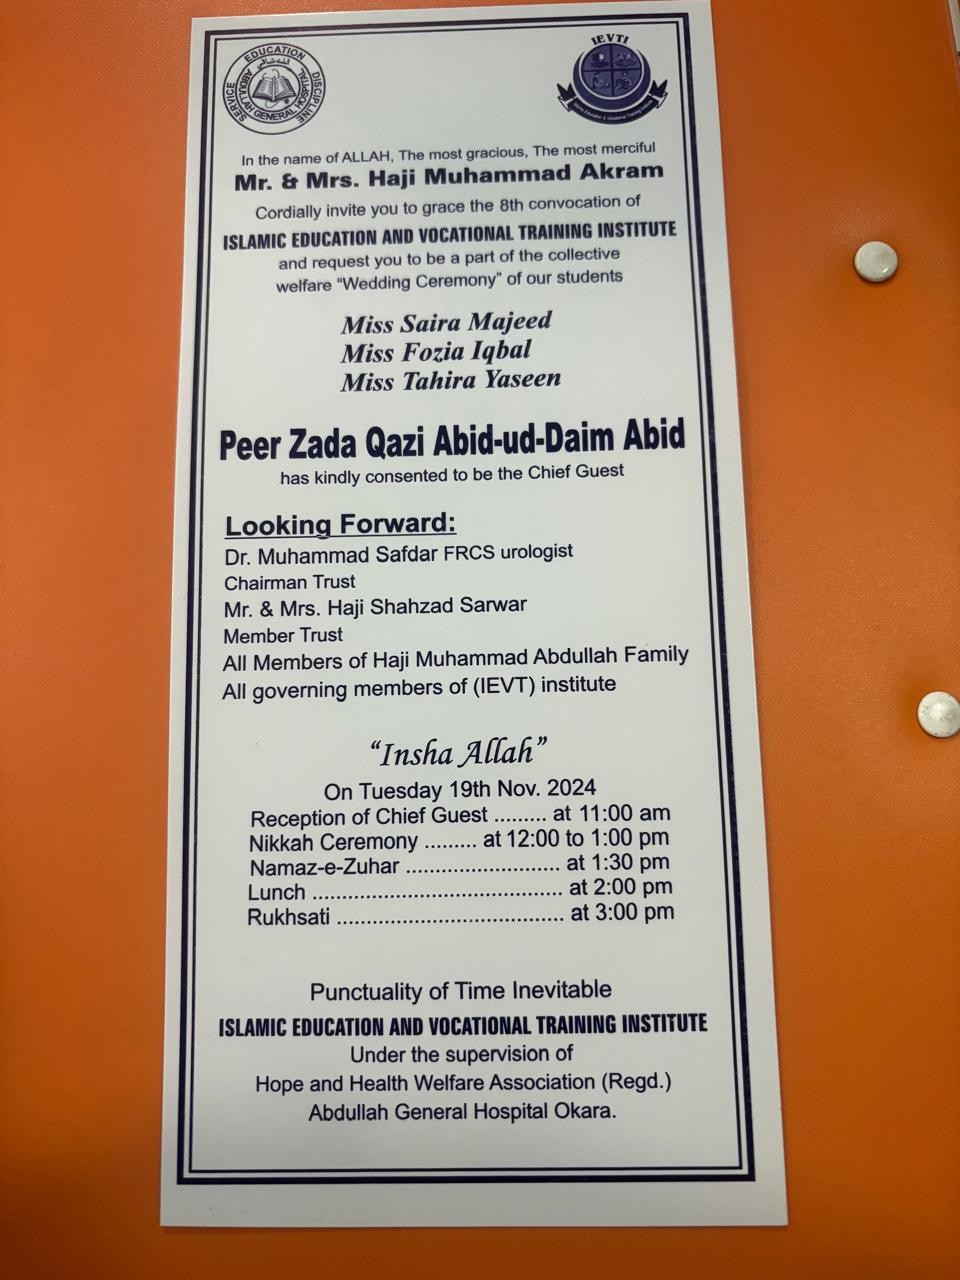 EDUCATION
SERVICE
DISCIPLINE
ABDULLAH GENERAL HOSPITAL
IEVTI
In the name of ALLAH, The most gracious, The most merciful
Mr. & Mrs. Haji Muhammad Akram
Cordially invite you to grace the 8th convocation of
ISLAMIC EDUCATION AND VOCATIONAL TRAINING INSTITUTE
and request you to be a part of the collective
welfare “Wedding Ceremony” of our students
Miss Saira Majeed
Miss Fozia Iqbal
Miss Tahira Yaseen
Peer Zada Qazi Abid-ud-Daim Abid
has kindly consented to be the Chief Guest
Looking Forward:
Dr. Muhammad Safdar FRCS urologist
Chairman Trust
Mr. & Mrs. Haji Shahzad Sarwar
Member Trust
All Members of Haji Muhammad Abdullah Family
All governing members of (IEVT) institute
“Insha Allah”
On Tuesday 19th Nov. 2024
Reception of Chief Guest ......... at 11:00 am
Nikkah Ceremony ......... at 12:00 to 1:00 pm
Namaz-e-Zuhar ........................... at 1:30 pm
Lunch ............................................ at 2:00 pm
Rukhsati ........................................ at 3:00 pm
Punctuality of Time Inevitable
ISLAMIC EDUCATION AND VOCATIONAL TRAINING INSTITUTE
Under the supervision of
Hope and Health Welfare Association (Regd.)
Abdullah General Hospital Okara.